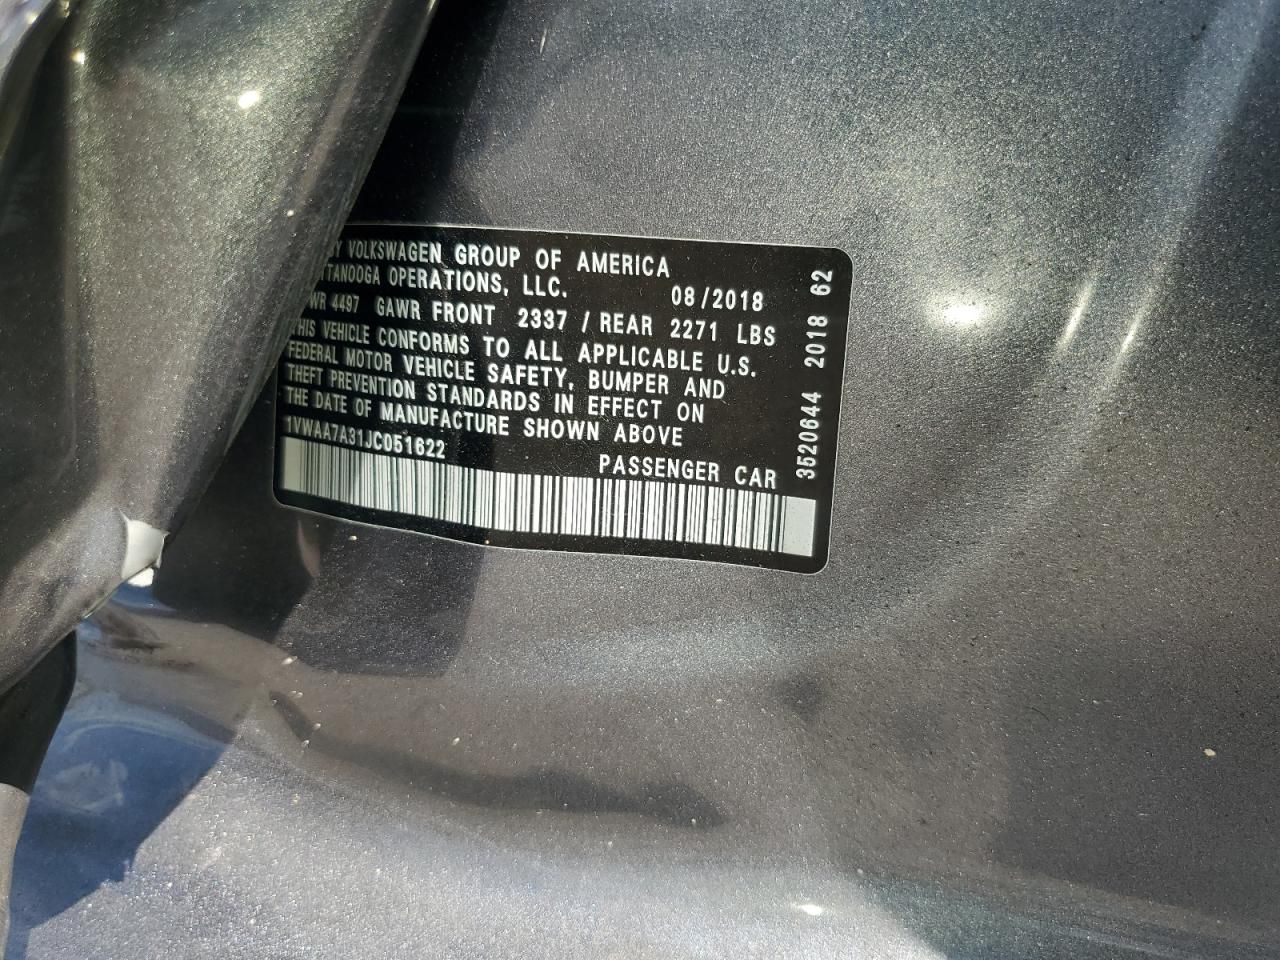 VOLKSWAGEN GROUP OF AMERICA
OPERATIONS, LLC. 08/2018
4497 GAWR FRONT 2337 / REAR 2271 LBS
THIS VEHICLE CONFORMS TO ALL APPLICABLE U.S.
FEDERAL MOTOR VEHICLE SAFETY, BUMPER AND
THEFT PREVENTION STANDARDS IN EFFECT ON
THE DATE OF MANUFACTURE SHOWN ABOVE
1VWAA7A31JC051622
PASSENGER CAR
3520644 2018 62